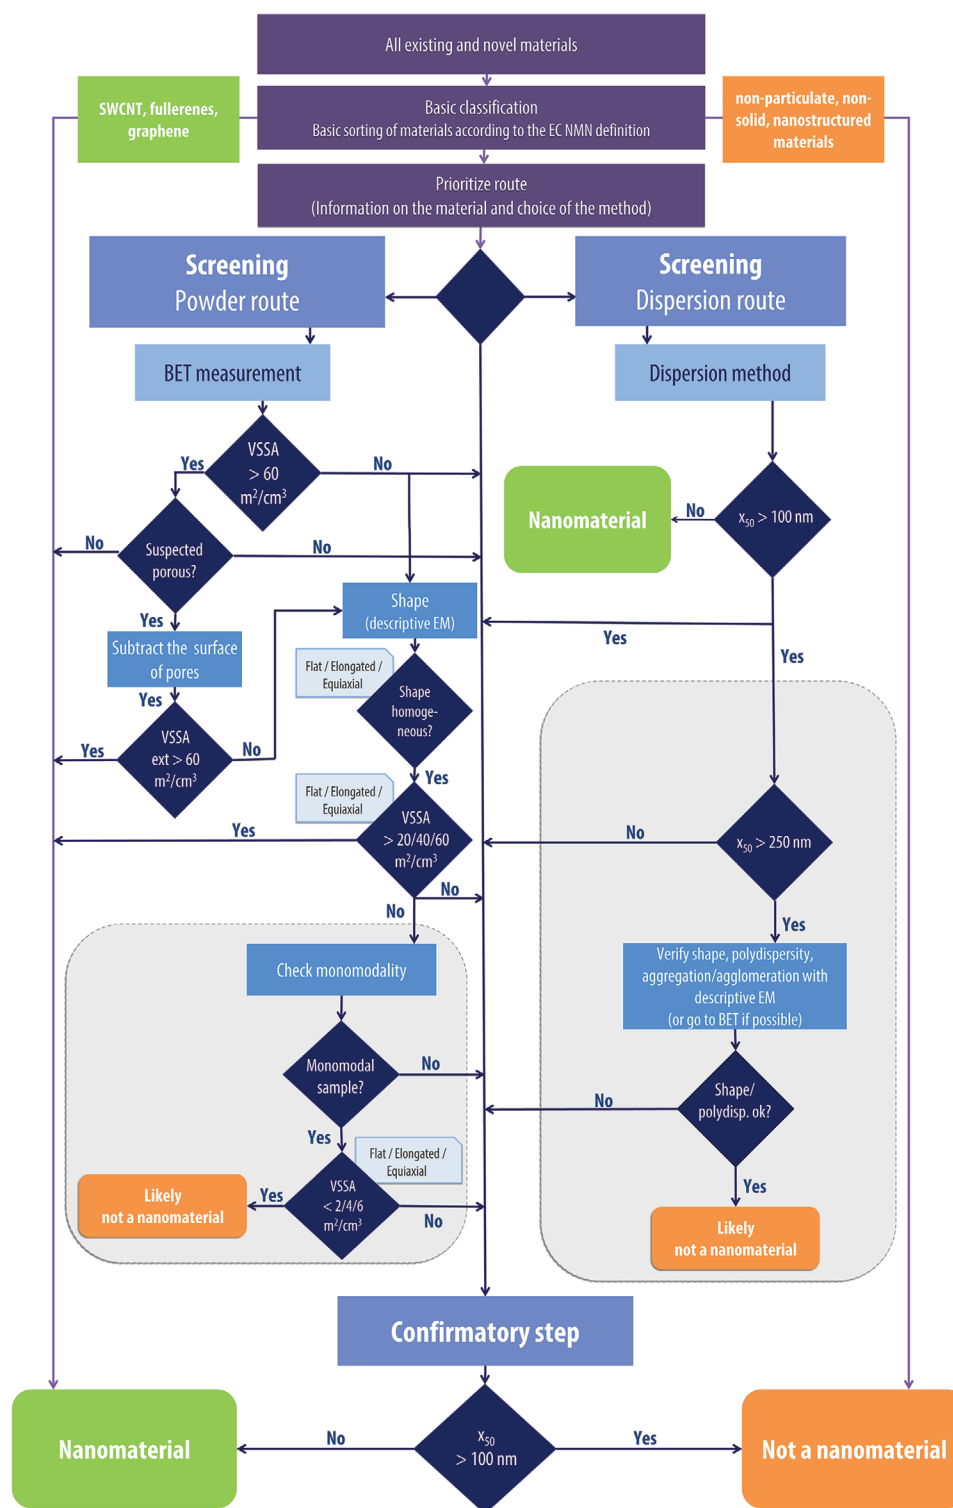 All existing and novel materials
SWCNT, fullerenes,
graphene
Basic classification
Basic sorting of materials according to the EC NMN definition
non-particulate, non-
solid, nanostructured
materials
Prioritize route
(Information on the material and choice of the method)
Screening
Powder route
Screening
Dispersion route
BET measurement
Dispersion method
VSSA
> 60
m²/cm³
Yes
No
Nanomaterial
No
x₅₀ > 100 nm
No
Suspected
porous?
No
Yes
Shape
(descriptive EM)
Yes
Yes
Subtract the surface
of pores
Flat / Elongated /
Equiaxial
Shape
homoge-
neous?
Yes
Yes
VSSA
ext > 60
m²/cm³
No
Yes
Flat / Elongated /
Equiaxial
VSSA
> 20/40/60
m²/cm³
Yes
No
x₅₀ > 250 nm
No
No
Yes
Check monomodality
Verify shape, polydispersity,
aggregation/agglomeration with
descriptive EM
(or go to BET if possible)
Monomodal
sample?
No
No
Shape/
polydisp. ok?
Yes
Flat / Elongated /
Equiaxial
Likely
not a nanomaterial
Yes
VSSA
< 2/4/6
m²/cm³
No
Yes
Likely
not a nanomaterial
Confirmatory step
Nanomaterial
No
x₅₀
> 100 nm
Yes
Not a nanomaterial